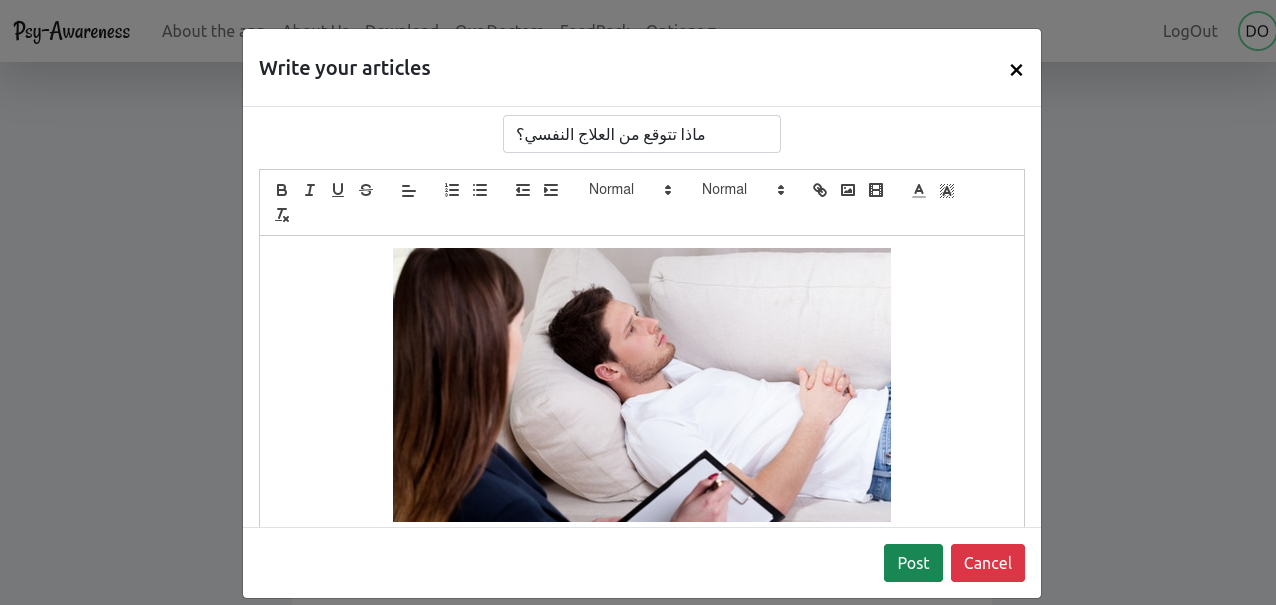 Psy-Awareness
About the app
About Us
Download
Our Doctors
FeedBack
Options
LogOut
DO
Write your articles
×
ماذا تتوقع من العلاج النفسي؟
Normal
Normal
Post
Cancel